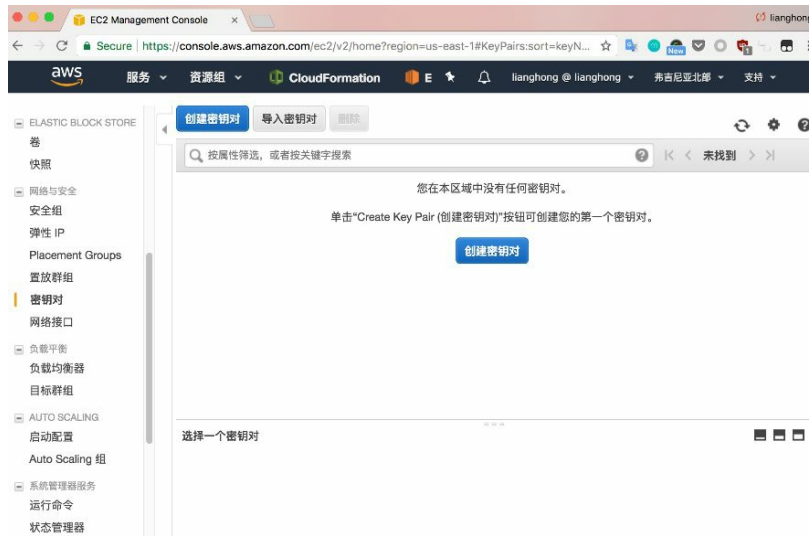 EC2 Management Console
lianghong
Secure https://console.aws.amazon.com/ec2/v2/home?region=us-east-1#KeyPairs:sort=keyN...
New
1
aws 服务 资源组 CloudFormation E lianghong @ lianghong 弗吉尼亚北部 支持
ELASTIC BLOCK STORE
卷
快照
网络与安全
安全组
弹性 IP
Placement Groups
置放群组
密钥对
网络接口
负载平衡
负载均衡器
目标群组
AUTO SCALING
启动配置
Auto Scaling 组
系统管理器服务
运行命令
状态管理器
创建密钥对 导入密钥对 删除
按属性筛选，或者按关键字搜索
未找到
您在本区域中没有任何密钥对。
单击“Create Key Pair (创建密钥对)”按钮可创建您的第一个密钥对。
创建密钥对
选择一个密钥对